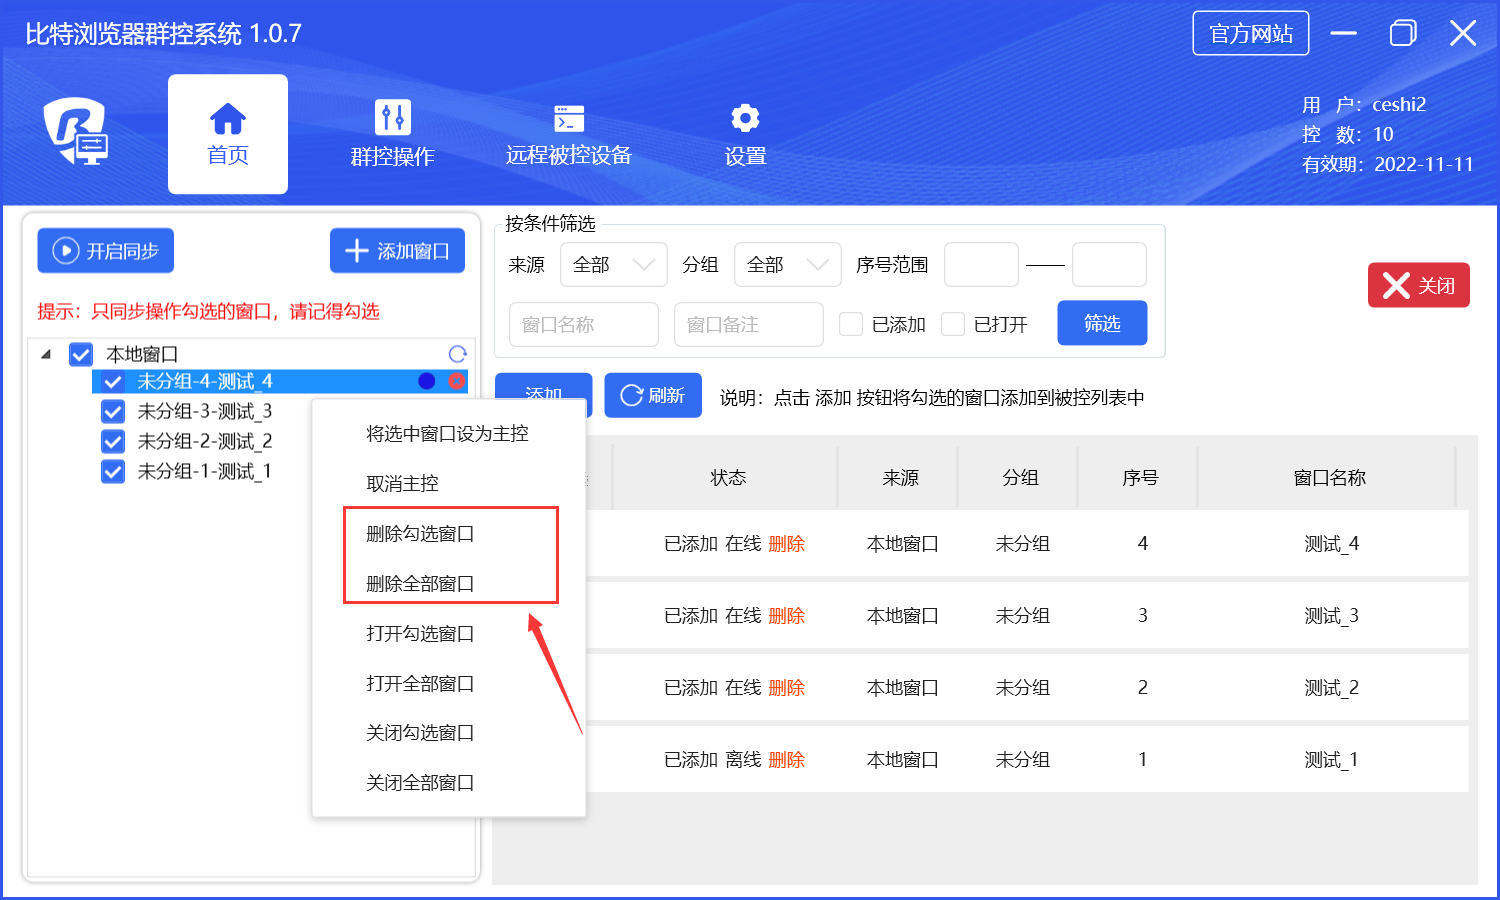 比特浏览器群控系统 1.0.7
官方网站
首页
群控操作
远程被控设备
设置
用 户：ceshi2
控 数：10
有效期：2022-11-11
开启同步
添加窗口
提示：只同步操作勾选的窗口，请记得勾选
本地窗口
未分组-4-测试_4
未分组-3-测试_3
未分组-2-测试_2
未分组-1-测试_1
将选中窗口设为主控
取消主控
删除勾选窗口
删除全部窗口
打开勾选窗口
打开全部窗口
关闭勾选窗口
关闭全部窗口
按条件筛选
来源 全部 分组 全部 序号范围
窗口名称 窗口备注 已添加 已打开 筛选
关闭
添加 刷新 说明：点击 添加 按钮将勾选的窗口添加到被控列表中
状态 来源 分组 序号 窗口名称
已添加 在线 删除 本地窗口 未分组 4 测试_4
已添加 在线 删除 本地窗口 未分组 3 测试_3
已添加 在线 删除 本地窗口 未分组 2 测试_2
已添加 离线 删除 本地窗口 未分组 1 测试_1